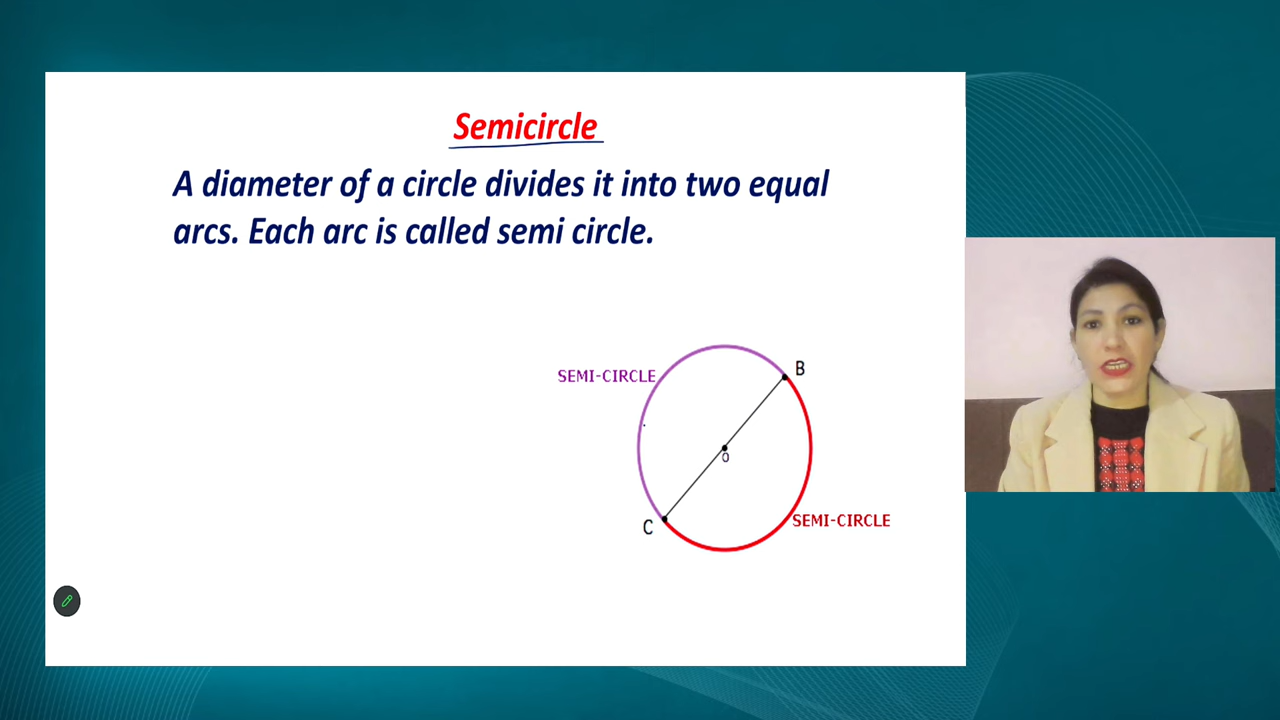 Semicircle
A diameter of a circle divides it into two equal
arcs. Each arc is called semi circle.
B
SEMI-CIRCLE
O
C
SEMI-CIRCLE